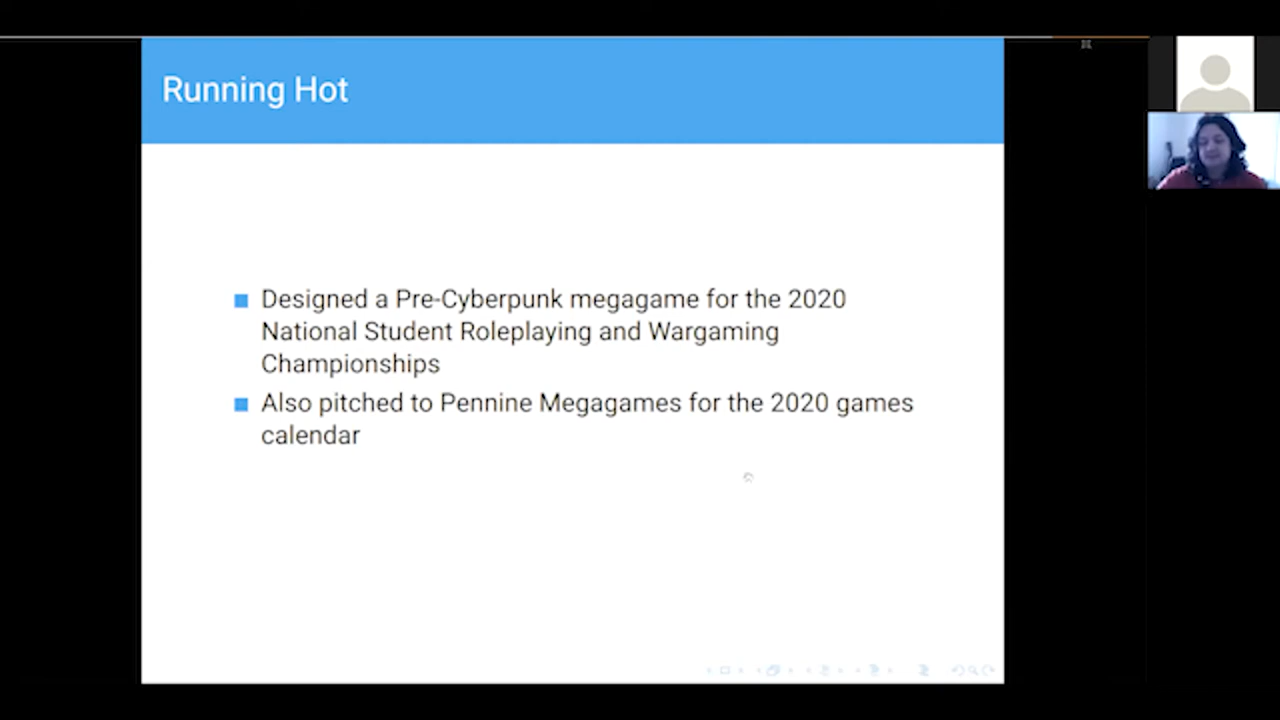 Running Hot
Designed a Pre-Cyberpunk megagame for the 2020
National Student Roleplaying and Wargaming
Championships
Also pitched to Pennine Megagames for the 2020 games
calendar